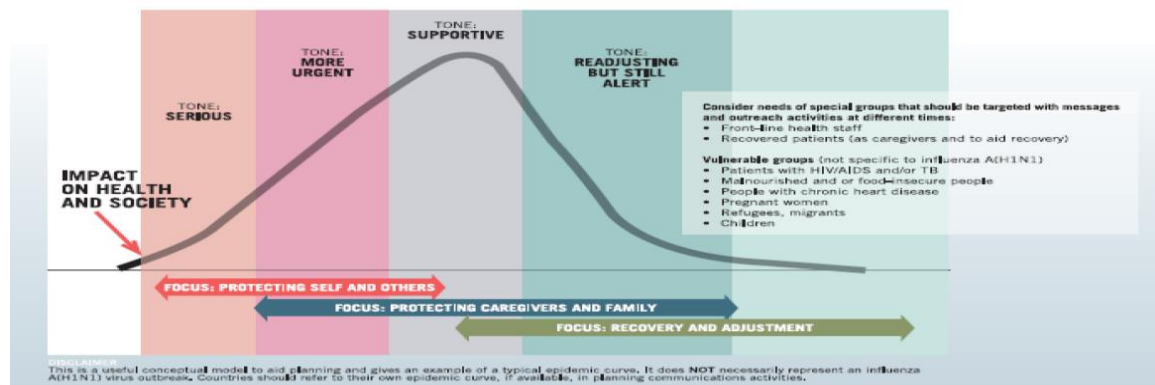 TONE:
SUPPORTIVE
TONE:
MORE
URGENT
TONE:
READJUSTING
BUT STILL
ALERT
TONE:
SERIOUS
Consider needs of special groups that should be targeted with messages
and outreach activities at different times:
• Front-line health staff
• Recovered patients (as caregivers and to aid recovery)
Vulnerable groups (not specific to influenza A(H1N1)
• Patients with HIV/AIDS and/or TB
• Malnourished and or food-insecure people
• People with chronic heart disease
• Pregnant women
• Refugees, migrants
• Children
IMPACT
ON HEALTH
AND SOCIETY
FOCUS: PROTECTING SELF AND OTHERS
FOCUS: PROTECTING CAREGIVERS AND FAMILY
FOCUS: RECOVERY AND ADJUSTMENT
DISCLAIMER
This is a useful conceptual model to aid planning and gives an example of a typical epidemic curve. It does NOT necessarily represent an influenza
A(H1N1) virus outbreak. Countries should refer to their own epidemic curve, if available, in planning communications activities.